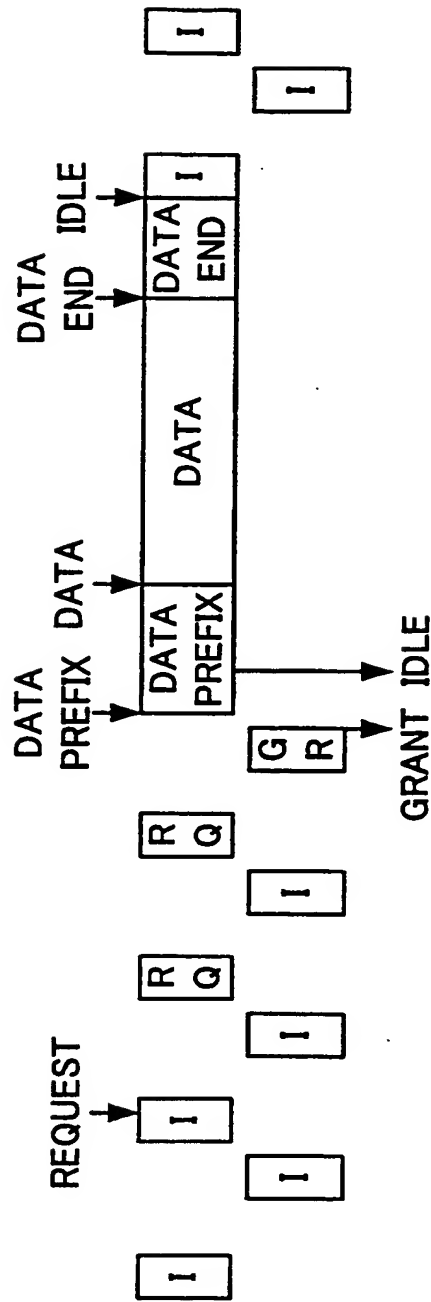 REQUEST
DATA
PREFIX
DATA
DATA
END
IDLE
I
I
R
Q
R
Q
DATA
PREFIX
DATA
DATA
END
I
I
I
I
I
G
R
I
GRANT
IDLE